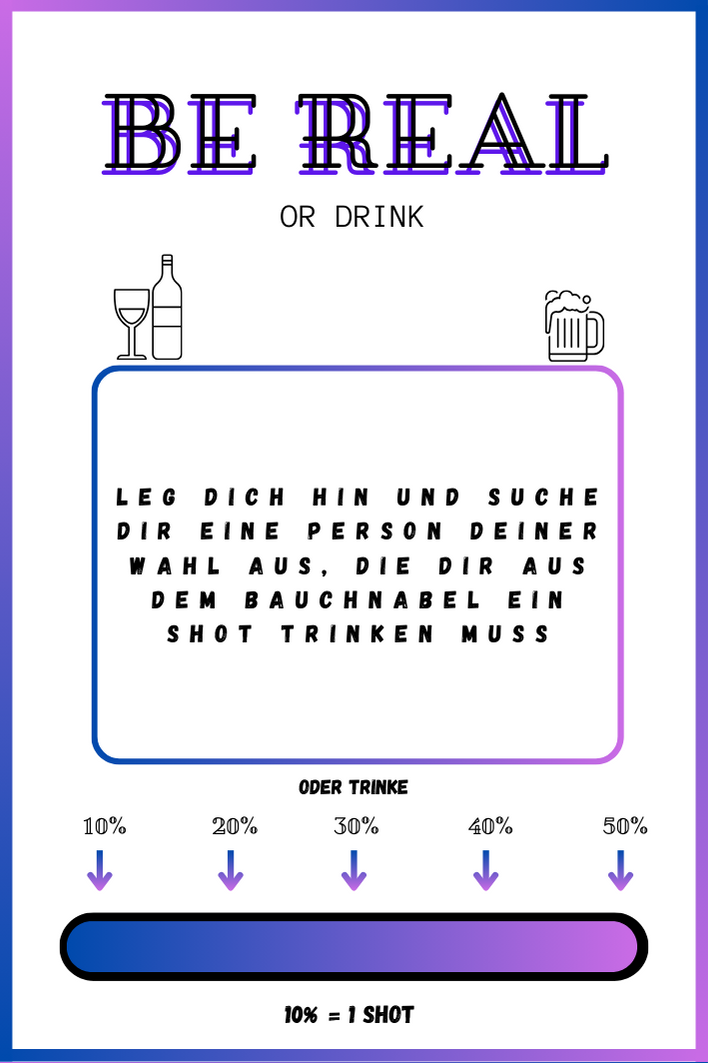 BE REAL
OR DRINK
LEG DICH HIN UND SUCHE
DIR EINE PERSON DEINER
WAHL AUS, DIE DIR AUS
DEM BAUCHNABEL EIN
SHOT TRINKEN MUSS
ODER TRINKE
10% 20% 30% 40% 50%
10% = 1 SHOT